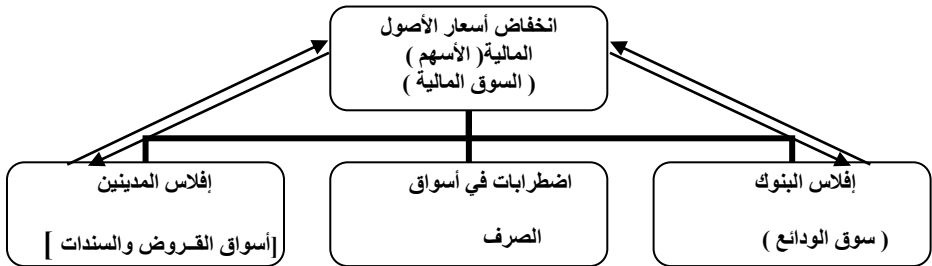 انخفاض أسعار الأصول
المالية( الأسهم )
( السوق المالية )
إفلاس البنوك
( سوق الودائع )
اضطرابات في أسواق
الصرف
إفلاس المدينين
[أسواق القـروض والسندات ]